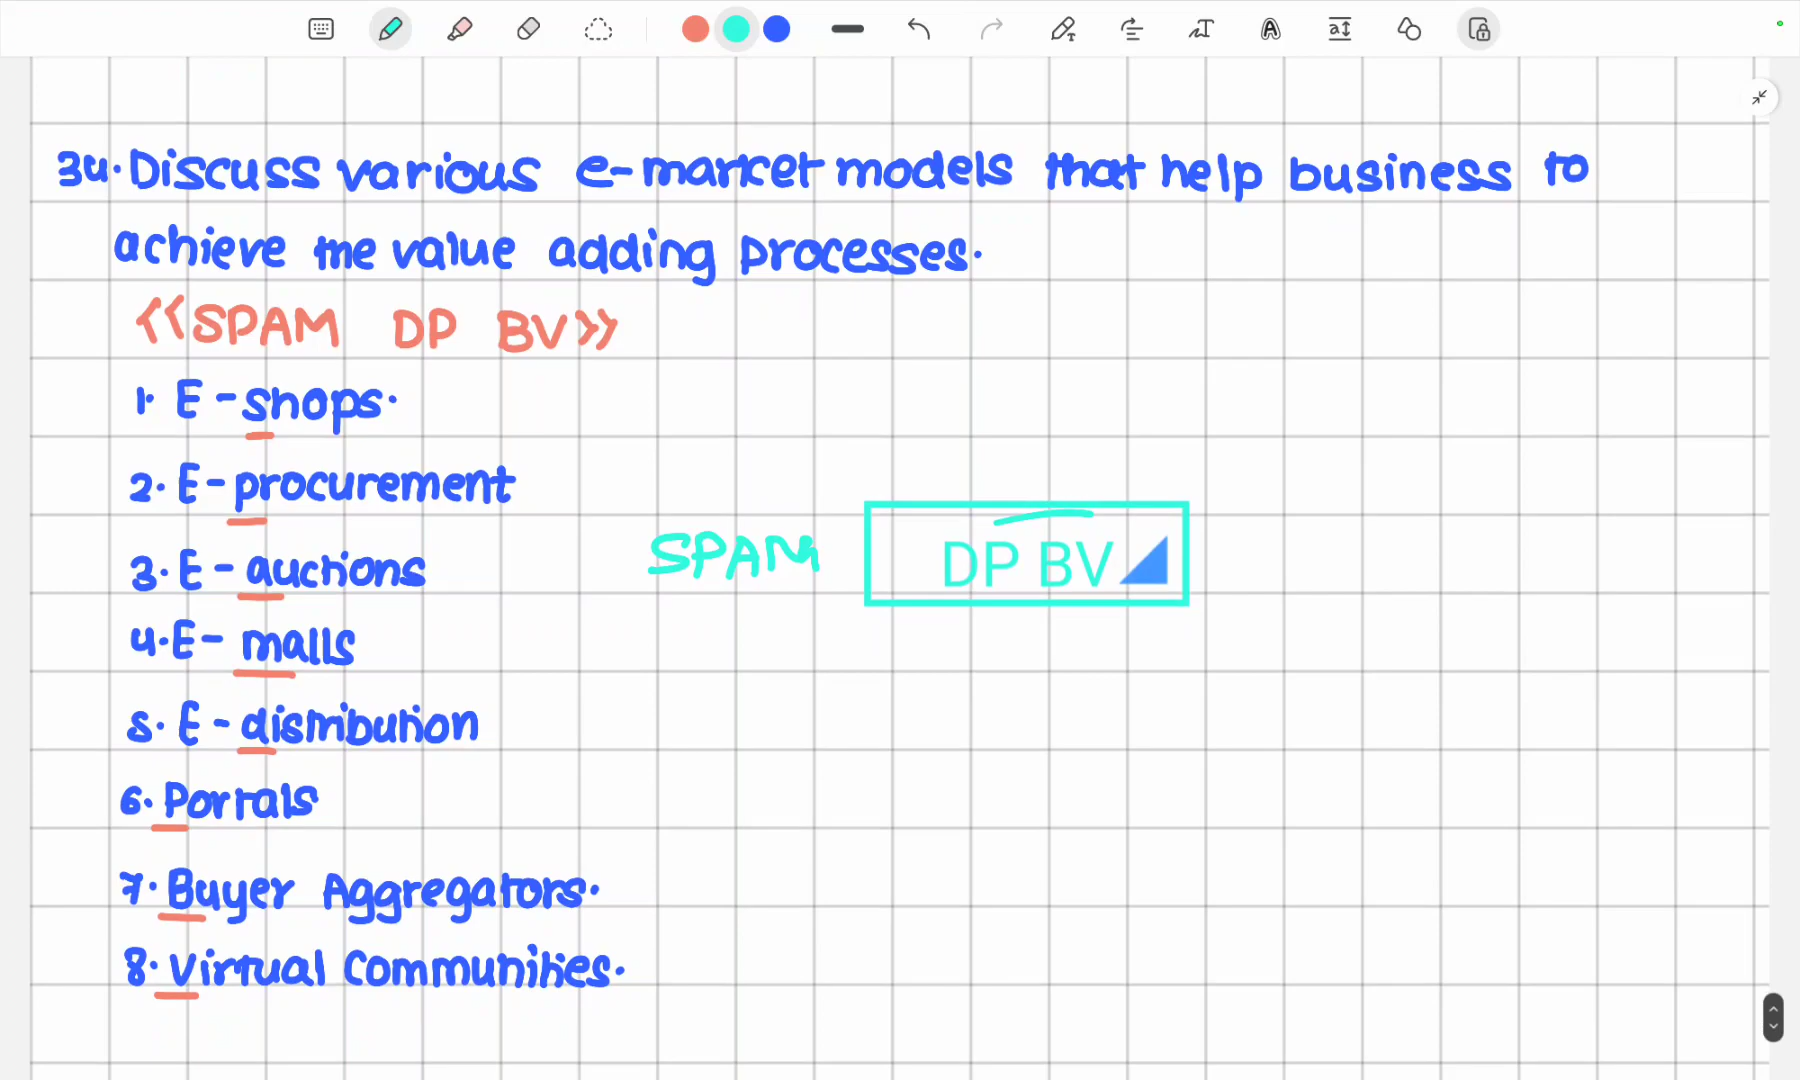 34. Discuss various e-market models that help business to
achieve the value adding processes.
<<SPAM DP BV>>
1. E-shops.
2. E-procurement
3. E-auctions
SPAM DP BV
4. E-malls
5. E-distribution
6. Portals
7. Buyer Aggregators.
8. Virtual Communities.